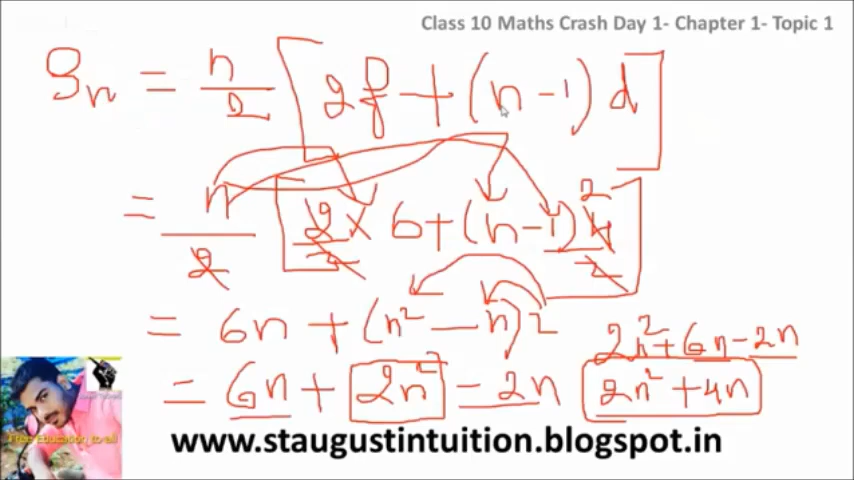 Class 10 Maths Crash Day 1- Chapter 1- Topic 1
Sn = n/2 [2f + (n-1) d]
= n/2 [2/2 × 6 + (n-1) 4/2 2]
= 6n + (n² - n) 2
2n² + 6n - 2n
= 6n + 2n² - 2n
2n² + 4n
www.staugustintuition.blogspot.in